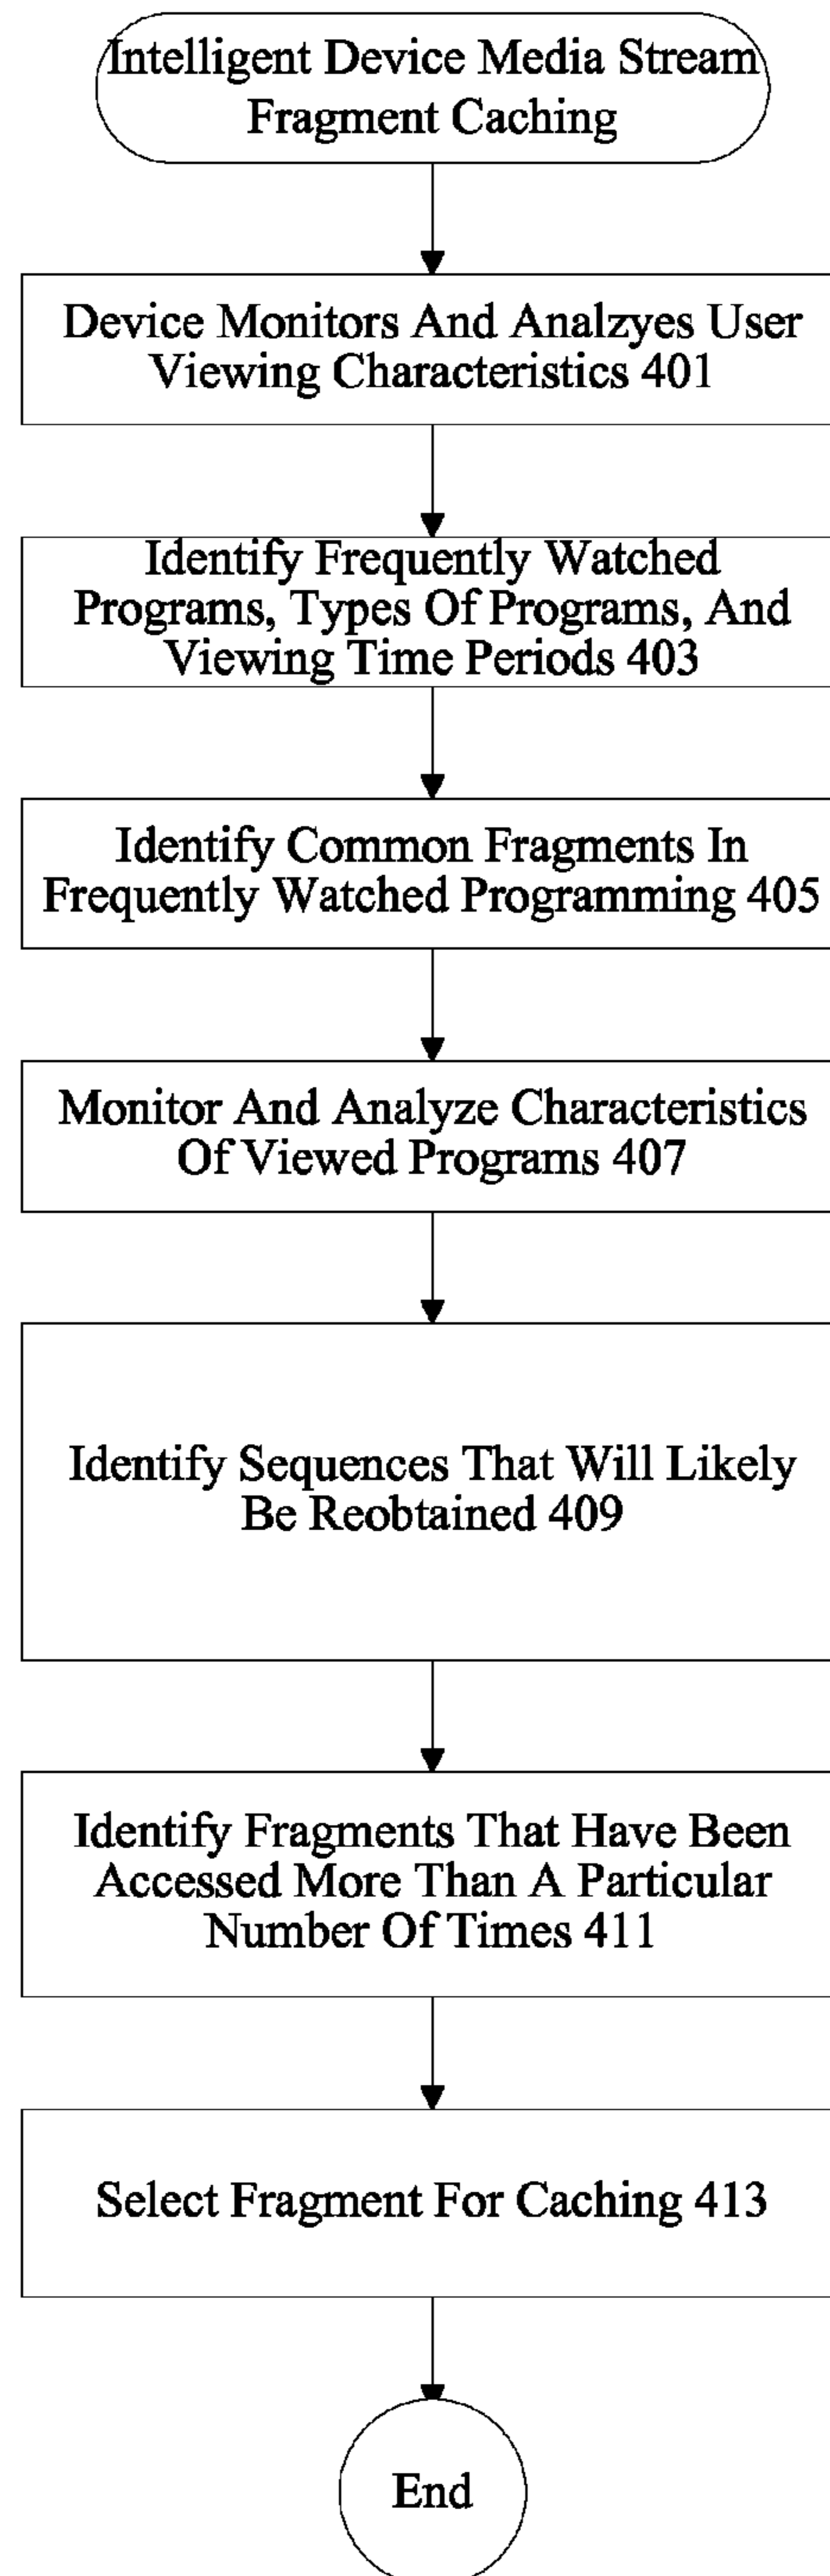 Intelligent Device Media Stream
Fragment Caching
Device Monitors And Analzyes User
Viewing Characteristics 401
Identify Frequently Watched
Programs, Types Of Programs, And
Viewing Time Periods 403
Identify Common Fragments In
Frequently Watched Programming 405
Monitor And Analyze Characteristics
Of Viewed Programs 407
Identify Sequences That Will Likely
Be Reobtained 409
Identify Fragments That Have Been
Accessed More Than A Particular
Number Of Times 411
Select Fragment For Caching 413
End